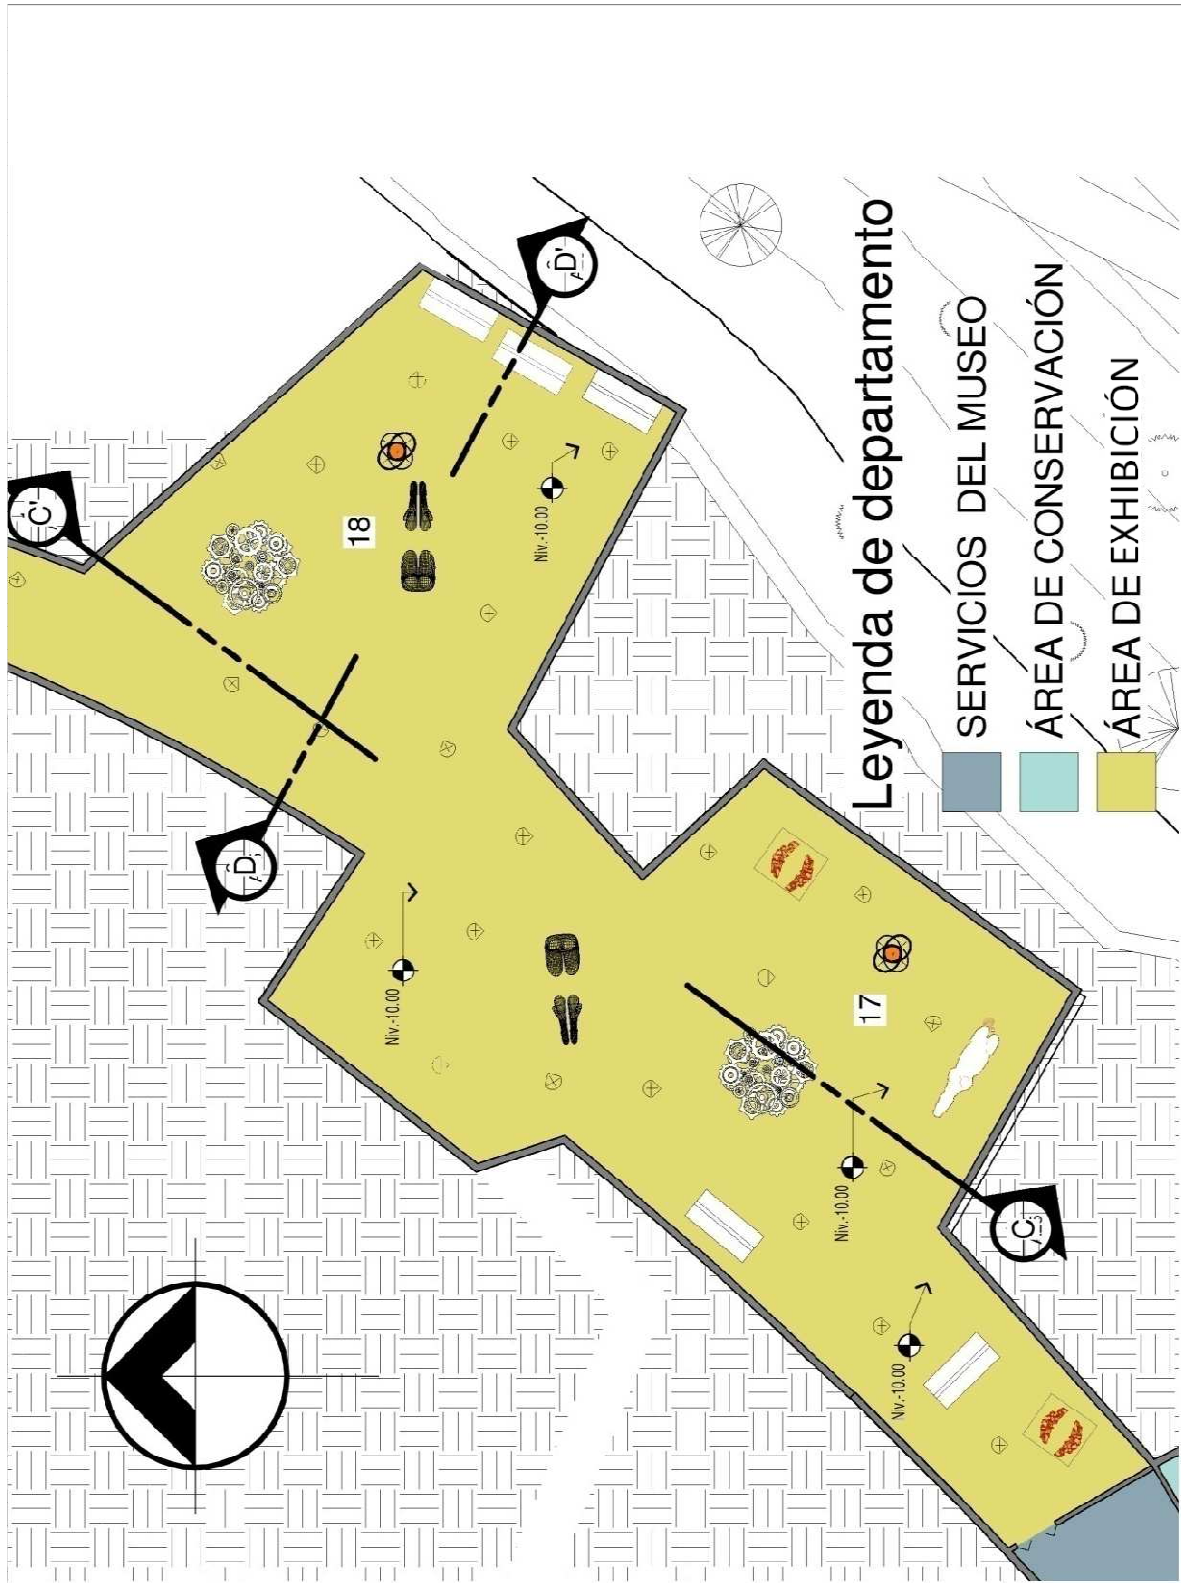 C'
D'
18
Niv.-10.00
D
Niv.-10.00
17
Niv.-10.00
C
Niv.-10.00
Leyenda de departamento
SERVICIOS DEL MUSEO
ÁREA DE CONSERVACIÓN
ÁREA DE EXHIBICIÓN